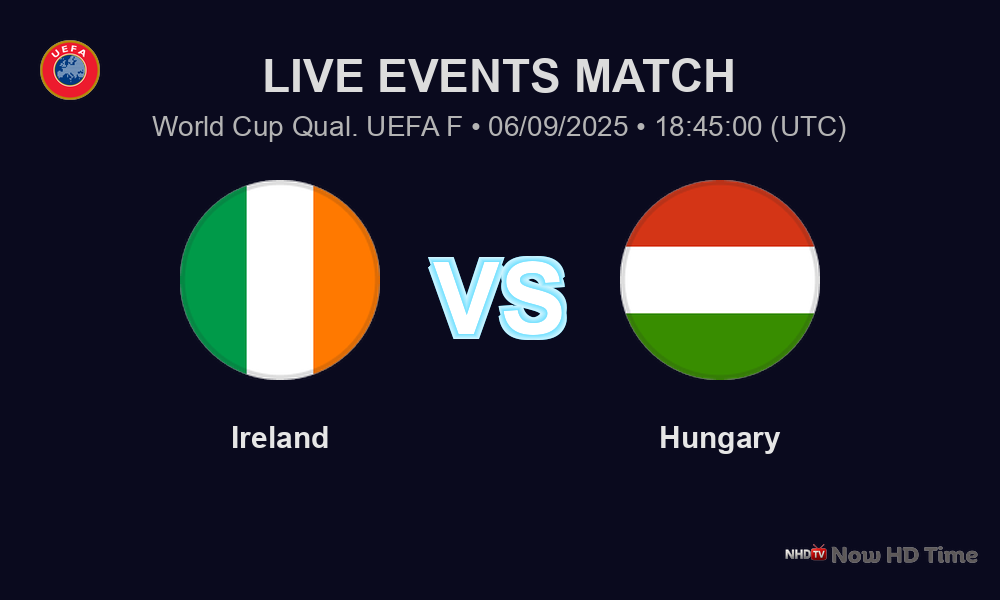 UEFA
LIVE EVENTS MATCH
World Cup Qual. UEFA F • 06/09/2025 • 18:45:00 (UTC)
VS
Ireland
Hungary
NHDTV Now HD Time